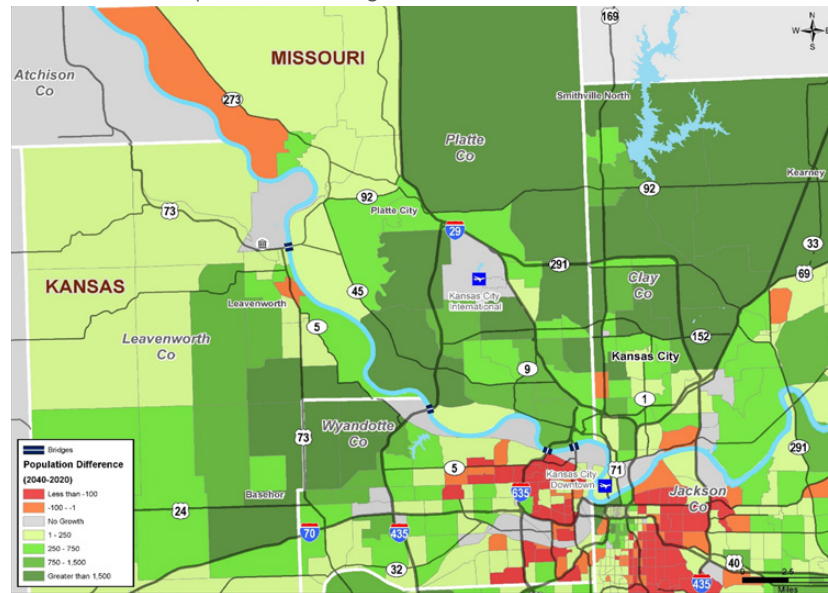 169
N
W
E
S
MISSOURI
Atchison
Co
273
Smithville North
Platte
Co
Kearney
92
73
92
Platte City
29
33
291
69
Kansas City
International
Clay
Co
KANSAS
45
Leavenworth
5
152
Leavenworth
Co
Kansas City
9
1
Wyandotte
Co
73
291
5
71
Kansas City
Downtown
Jackson
Co
635
Basehor
24
70
435
32
40
435
2.5
Miles
Bridges
Population Difference
(2040-2020)
Less than -100
-100 - -1
No Growth
1 - 250
250 - 750
750 - 1,500
Greater than 1,500